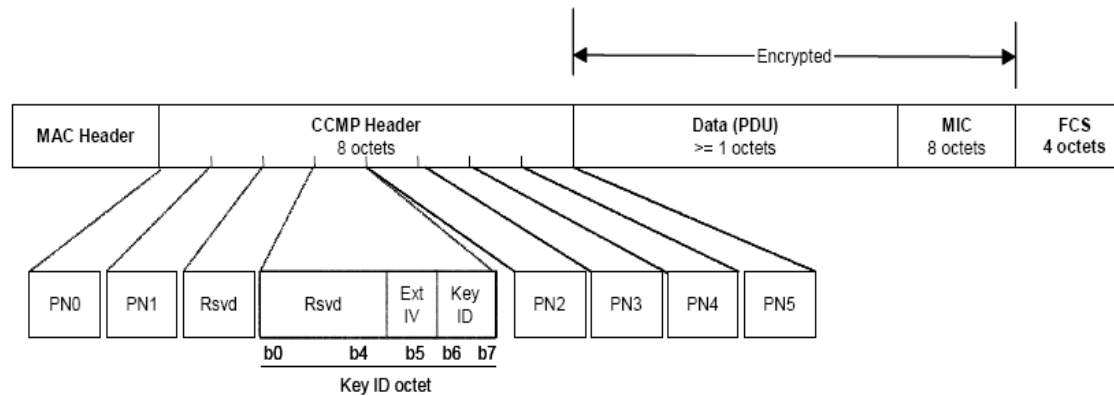 Encrypted
MAC Header
CCMP Header
8 octets
Data (PDU)
>= 1 octets
MIC
8 octets
FCS
4 octets
PN0
PN1
Rsvd
Rsvd
Ext
IV
Key
ID
PN2
PN3
PN4
PN5
b0 b4 b5 b6 b7
Key ID octet